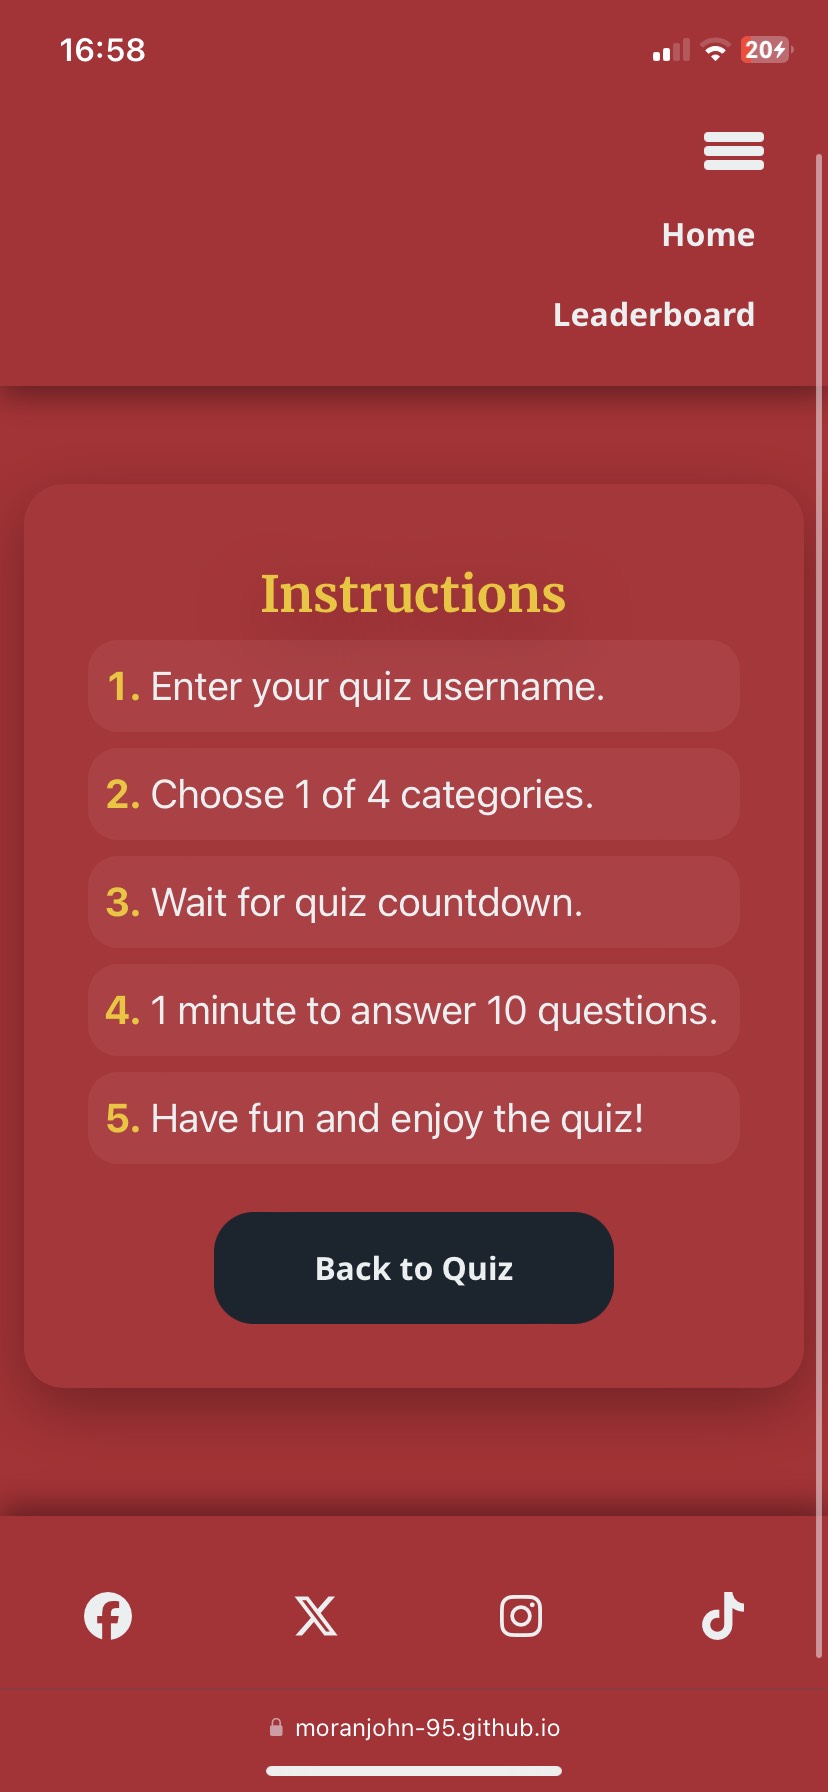 16:58
20
Home
Leaderboard
Instructions
1. Enter your quiz username.
2. Choose 1 of 4 categories.
3. Wait for quiz countdown.
4. 1 minute to answer 10 questions.
5. Have fun and enjoy the quiz!
Back to Quiz
moranjohn-95.github.io